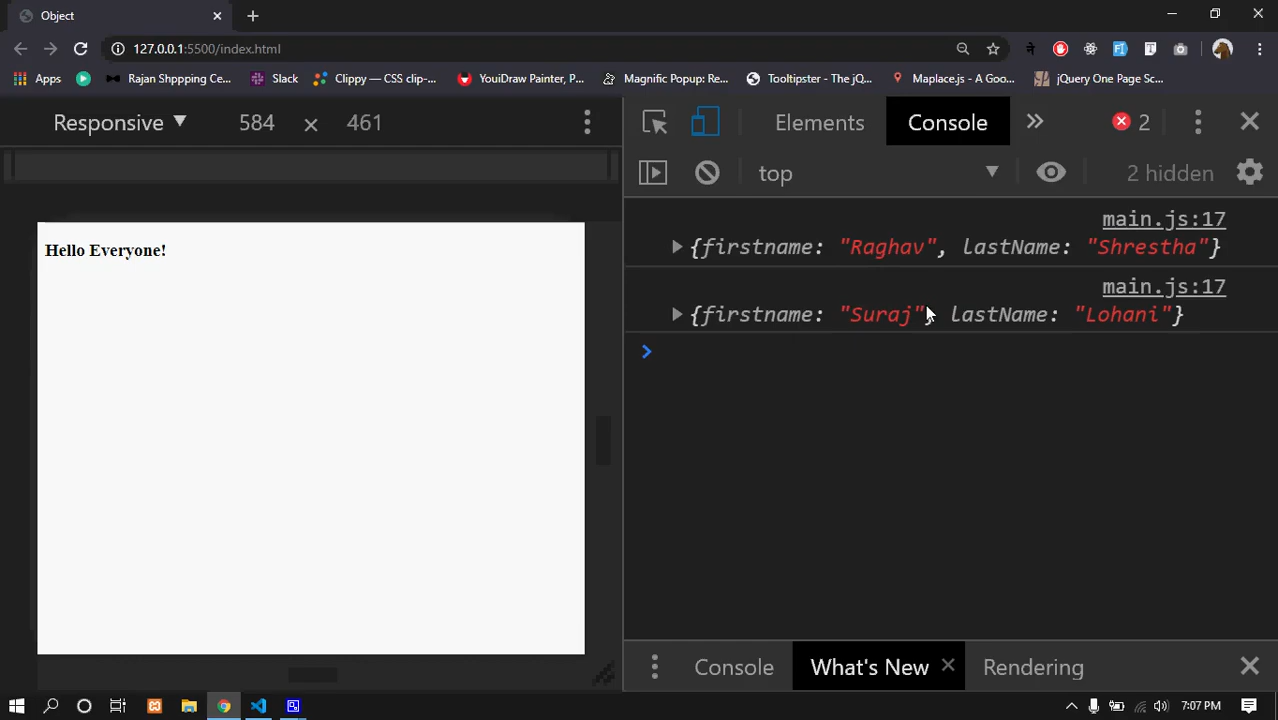 Object
127.0.0.1:5500/index.html
Apps Rajan Shppping Ce... Slack Clippy — CSS clip-... YouiDraw Painter, P... Magnific Popup: Re... Tooltipster - The jQ... Maplace.js - A Goo... jQuery One Page Sc...
Responsive 584 × 461
Elements Console 2
top 2 hidden
Hello Everyone!
main.js:17
{firstname: "Raghav", lastName: "Shrestha"}
main.js:17
{firstname: "Suraj", lastName: "Lohani"}
Console What's New Rendering
7:07 PM